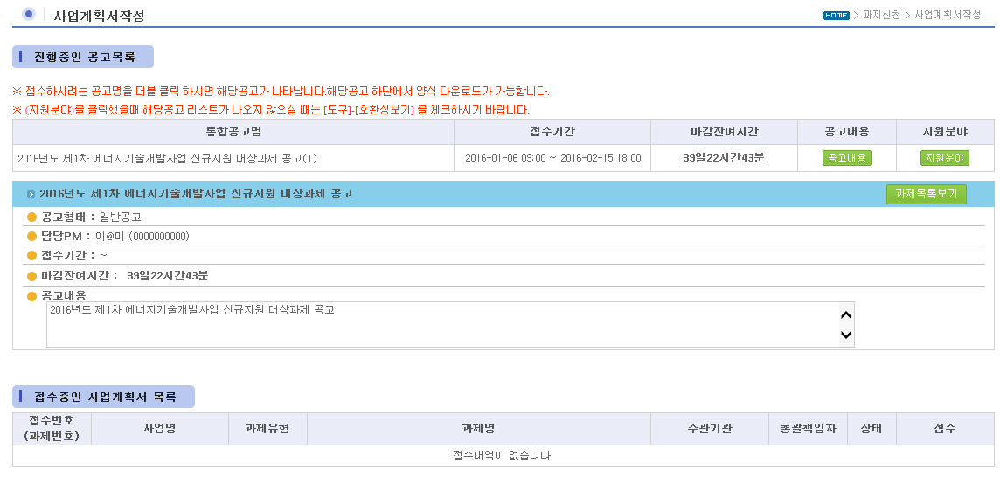 사업계획서작성
HOME > 과제신청 > 사업계획서작성
진행중인 공고목록
※ 접수하시려는 공고명을 더블 클릭 하시면 해당공고가 나타납니다.해당공고 하단에서 양식 다운로드가 가능합니다.
※ (지원분야)를 클릭했을때 해당공고 리스트가 나오지 않으실 때는 [도구]-[호환성보기] 를 체크하시기 바랍니다.
통합공고명 접수기간 마감잔여시간 공고내용 지원분야
2016년도 제1차 에너지기술개발사업 신규지원 대상과제 공고(T) 2016-01-06 09:00 ~ 2016-02-15 18:00 39일22시간43분 공고내용 지원분야
2016년도 제1차 에너지기술개발사업 신규지원 대상과제 공고 과제목록보기
공고형태 : 일반공고
담당PM : 이@미 (0000000000)
접수기간 : ~
마감잔여시간 : 39일22시간43분
공고내용
2016년도 제1차 에너지기술개발사업 신규지원 대상과제 공고
접수중인 사업계획서 목록
접수번호
(과제번호) 사업명 과제유형 과제명 주관기관 총괄책임자 상태 접수
접수내역이 없습니다.